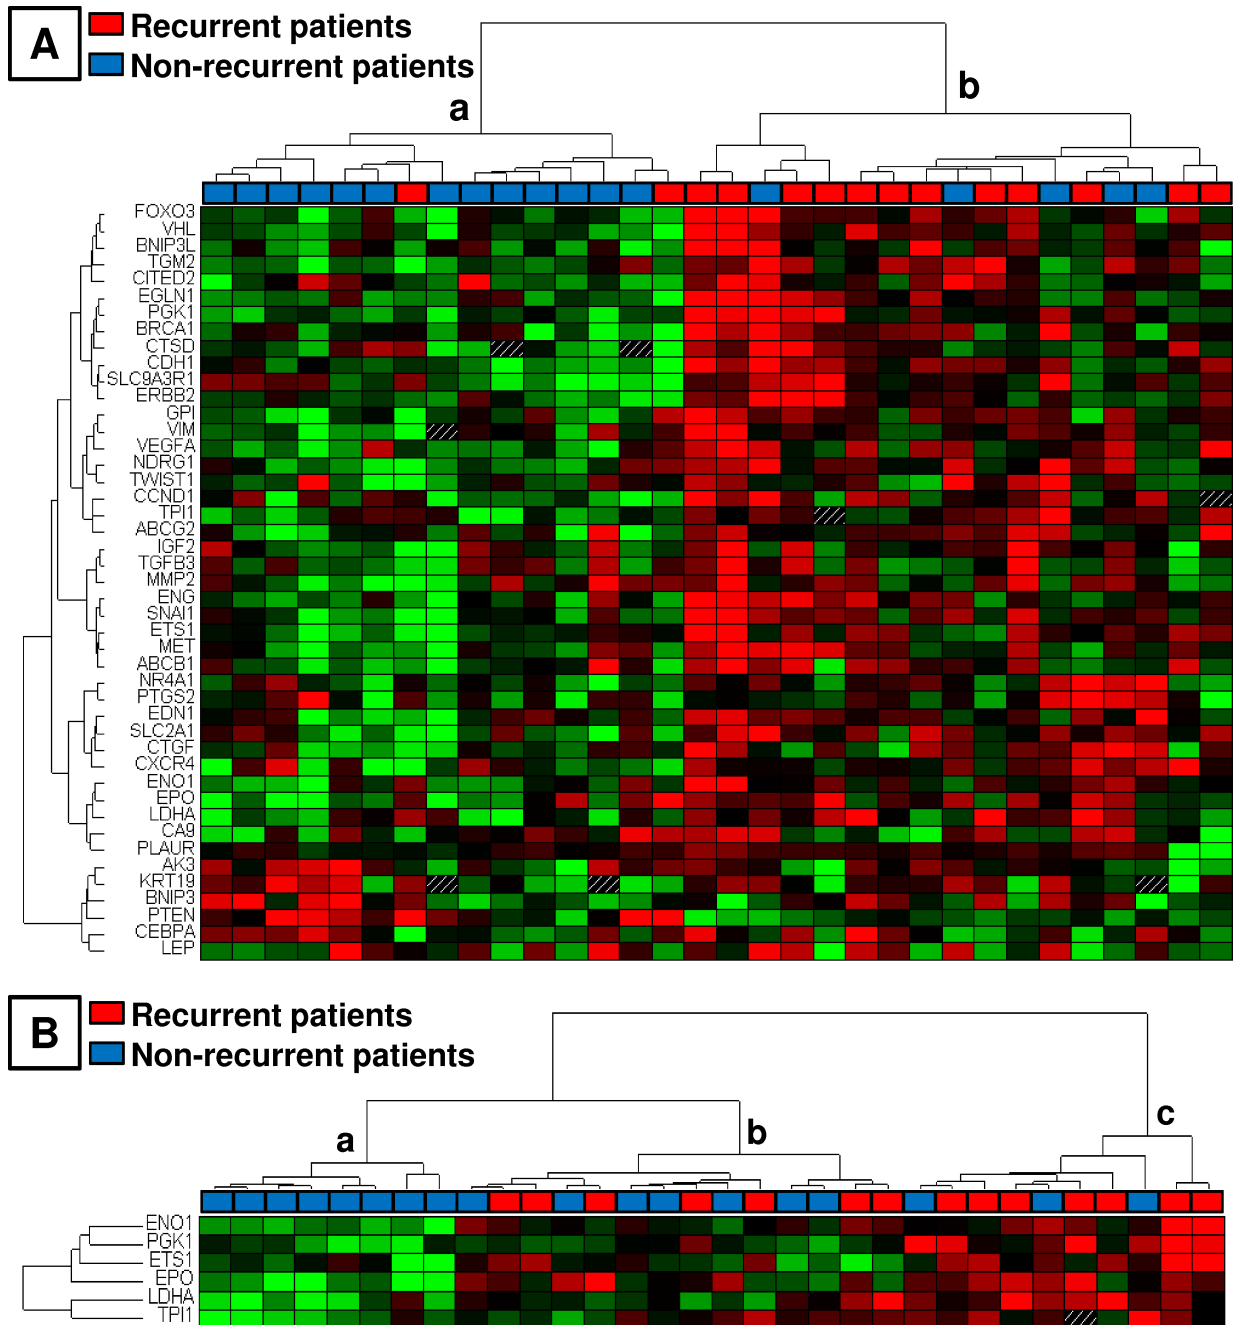 A
Recurrent patients
Non-recurrent patients
a
b
FOXO3
VHL
BNIP3L
TGM2
CITED2
EGLN1
PGK1
BRCA1
CTSD
CDH1
SLC9A3R1
ERBB2
GPI
VIM
VEGFA
NDRG1
TWIST1
CCND1
TPI1
ABCG2
IGF2
TGFB3
MMP2
ENG
SNAI1
ETS1
MET
ABCB1
NR4A1
PTGS2
EDN1
SLC2A1
CTGF
CXCR4
ENO1
EPO
LDHA
CA9
PLAUR
AK3
KRT19
BNIP3
PTEN
CEBPA
LEP
B
Recurrent patients
Non-recurrent patients
a
b
c
ENO1
PGK1
ETS1
EPO
LDHA
TPI1